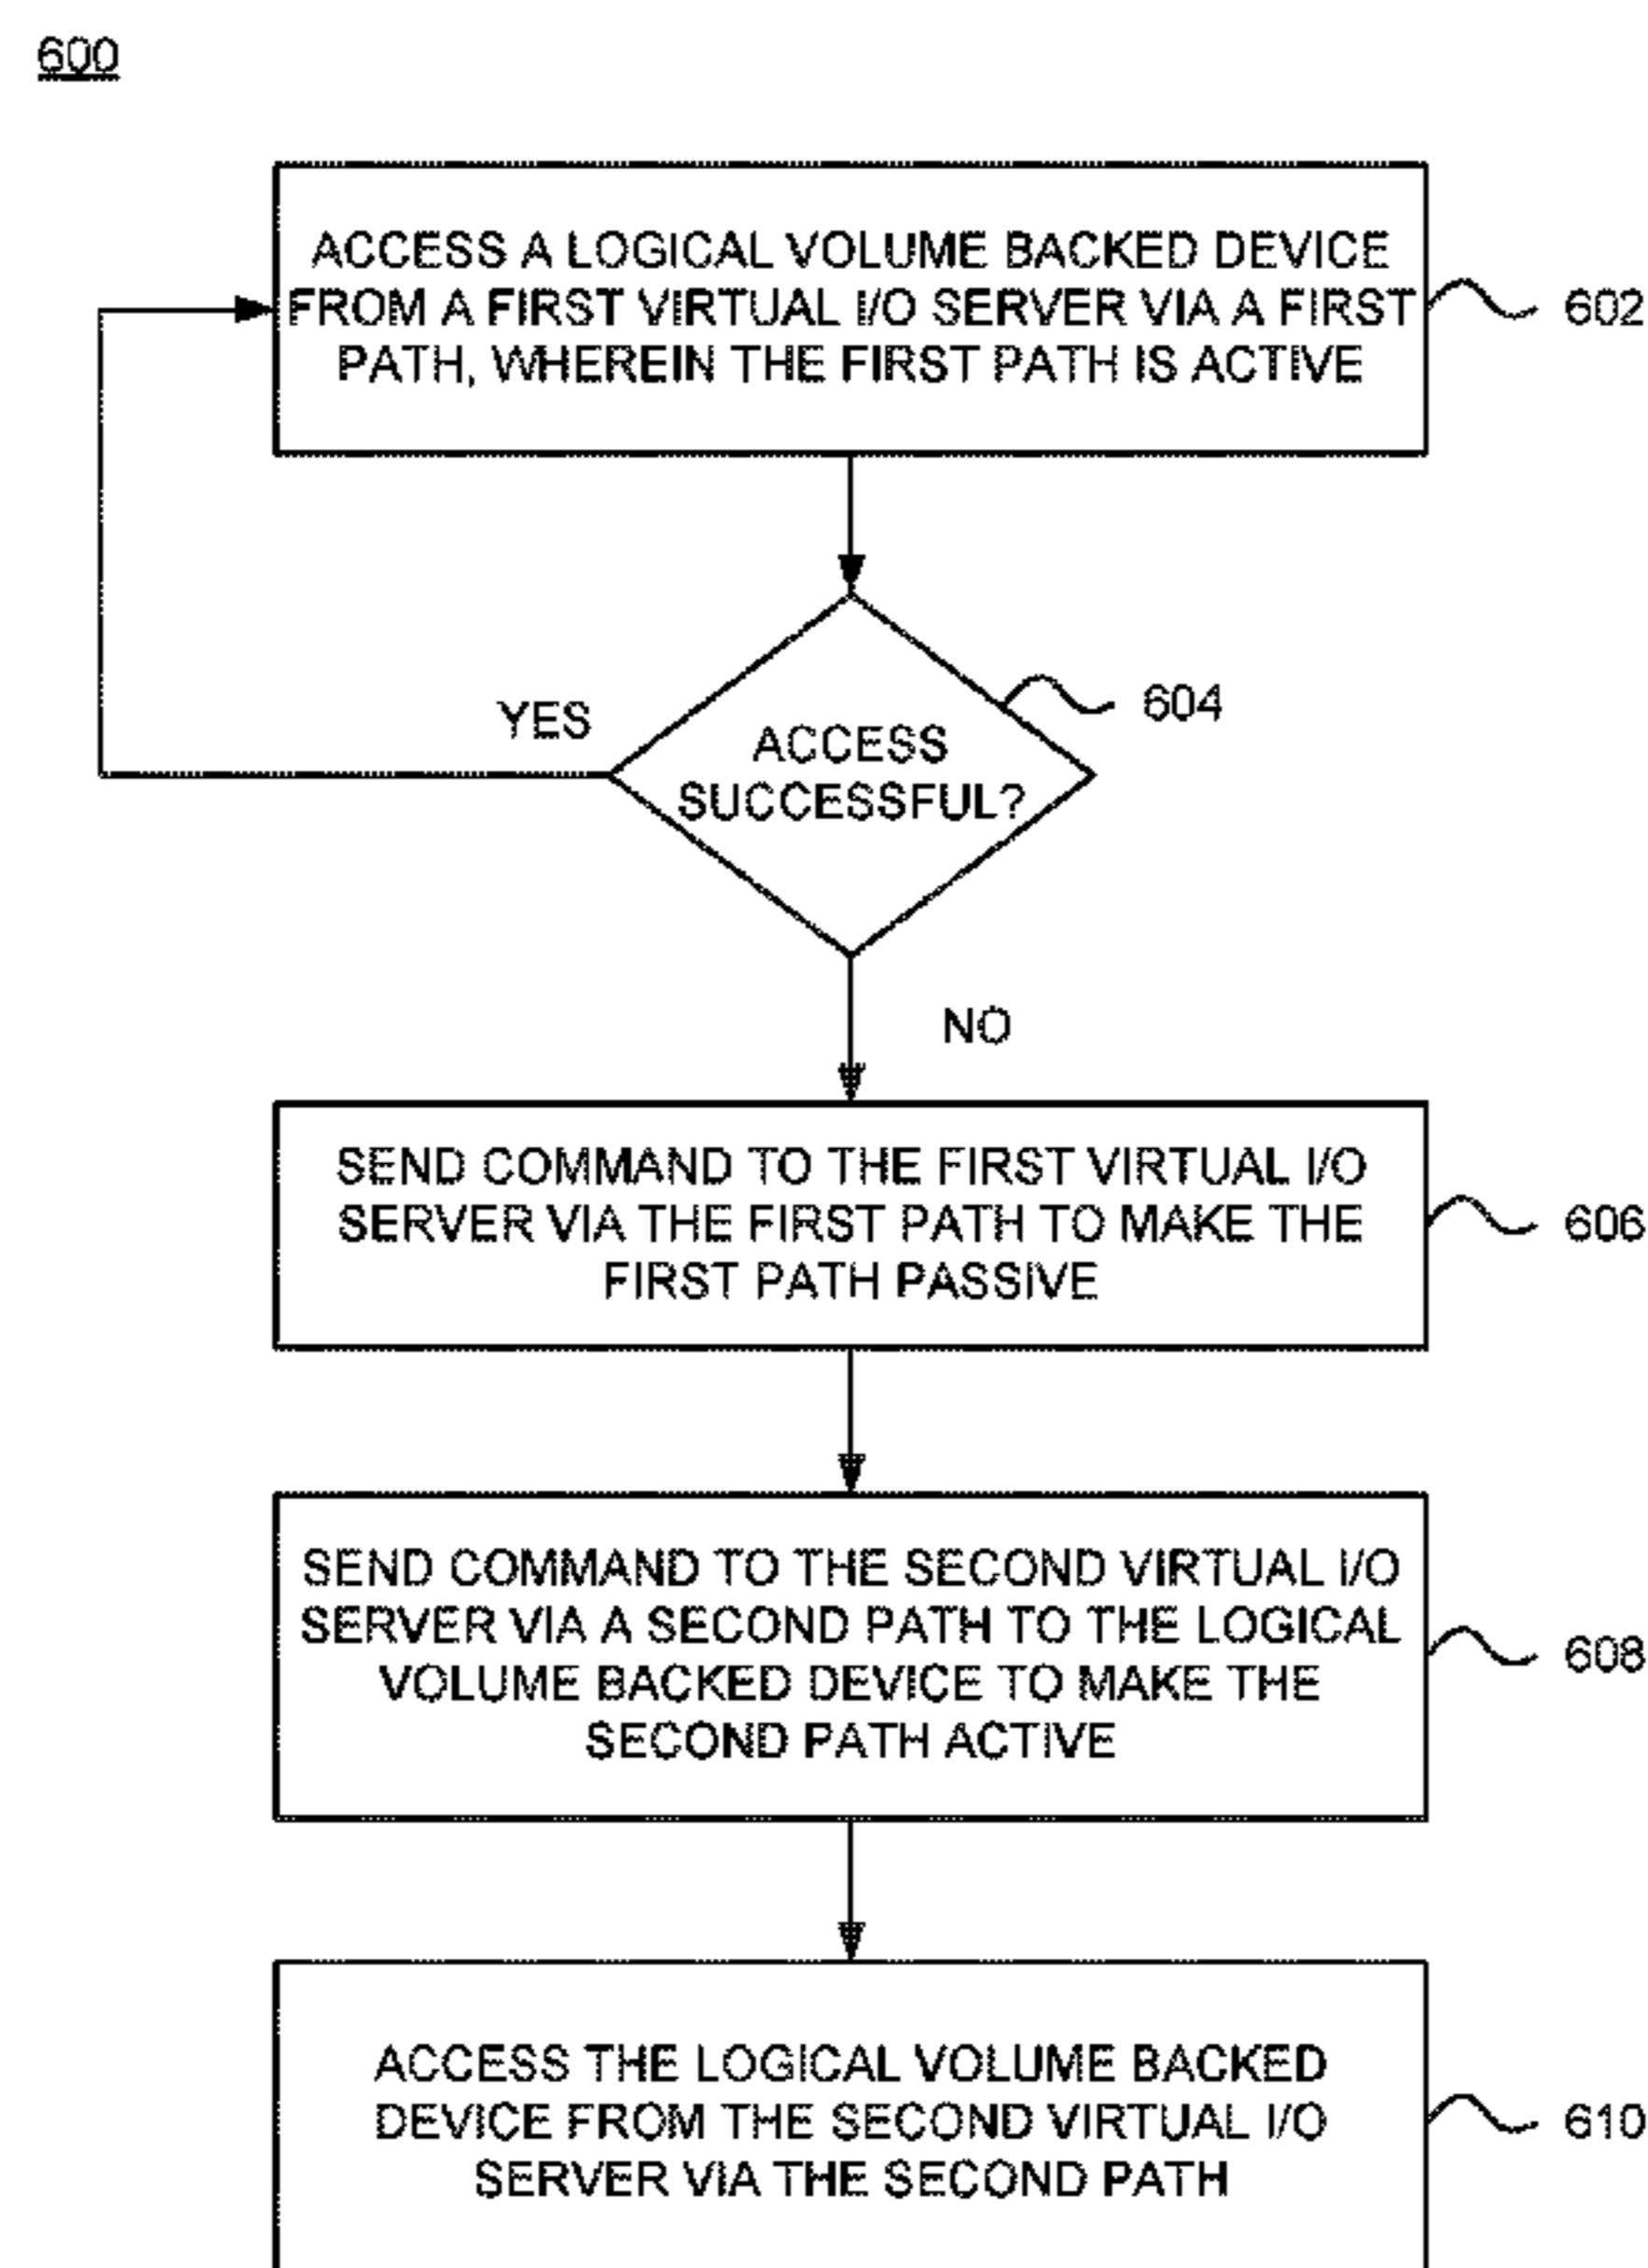 600
ACCESS A LOGICAL VOLUME BACKED DEVICE
FROM A FIRST VIRTUAL I/O SERVER VIA A FIRST
PATH, WHEREIN THE FIRST PATH IS ACTIVE
602
604
YES
ACCESS
SUCCESSFUL?
NO
SEND COMMAND TO THE FIRST VIRTUAL I/O
SERVER VIA THE FIRST PATH TO MAKE THE
FIRST PATH PASSIVE
606
SEND COMMAND TO THE SECOND VIRTUAL I/O
SERVER VIA A SECOND PATH TO THE LOGICAL
VOLUME BACKED DEVICE TO MAKE THE
SECOND PATH ACTIVE
608
ACCESS THE LOGICAL VOLUME BACKED
DEVICE FROM THE SECOND VIRTUAL I/O
SERVER VIA THE SECOND PATH
610